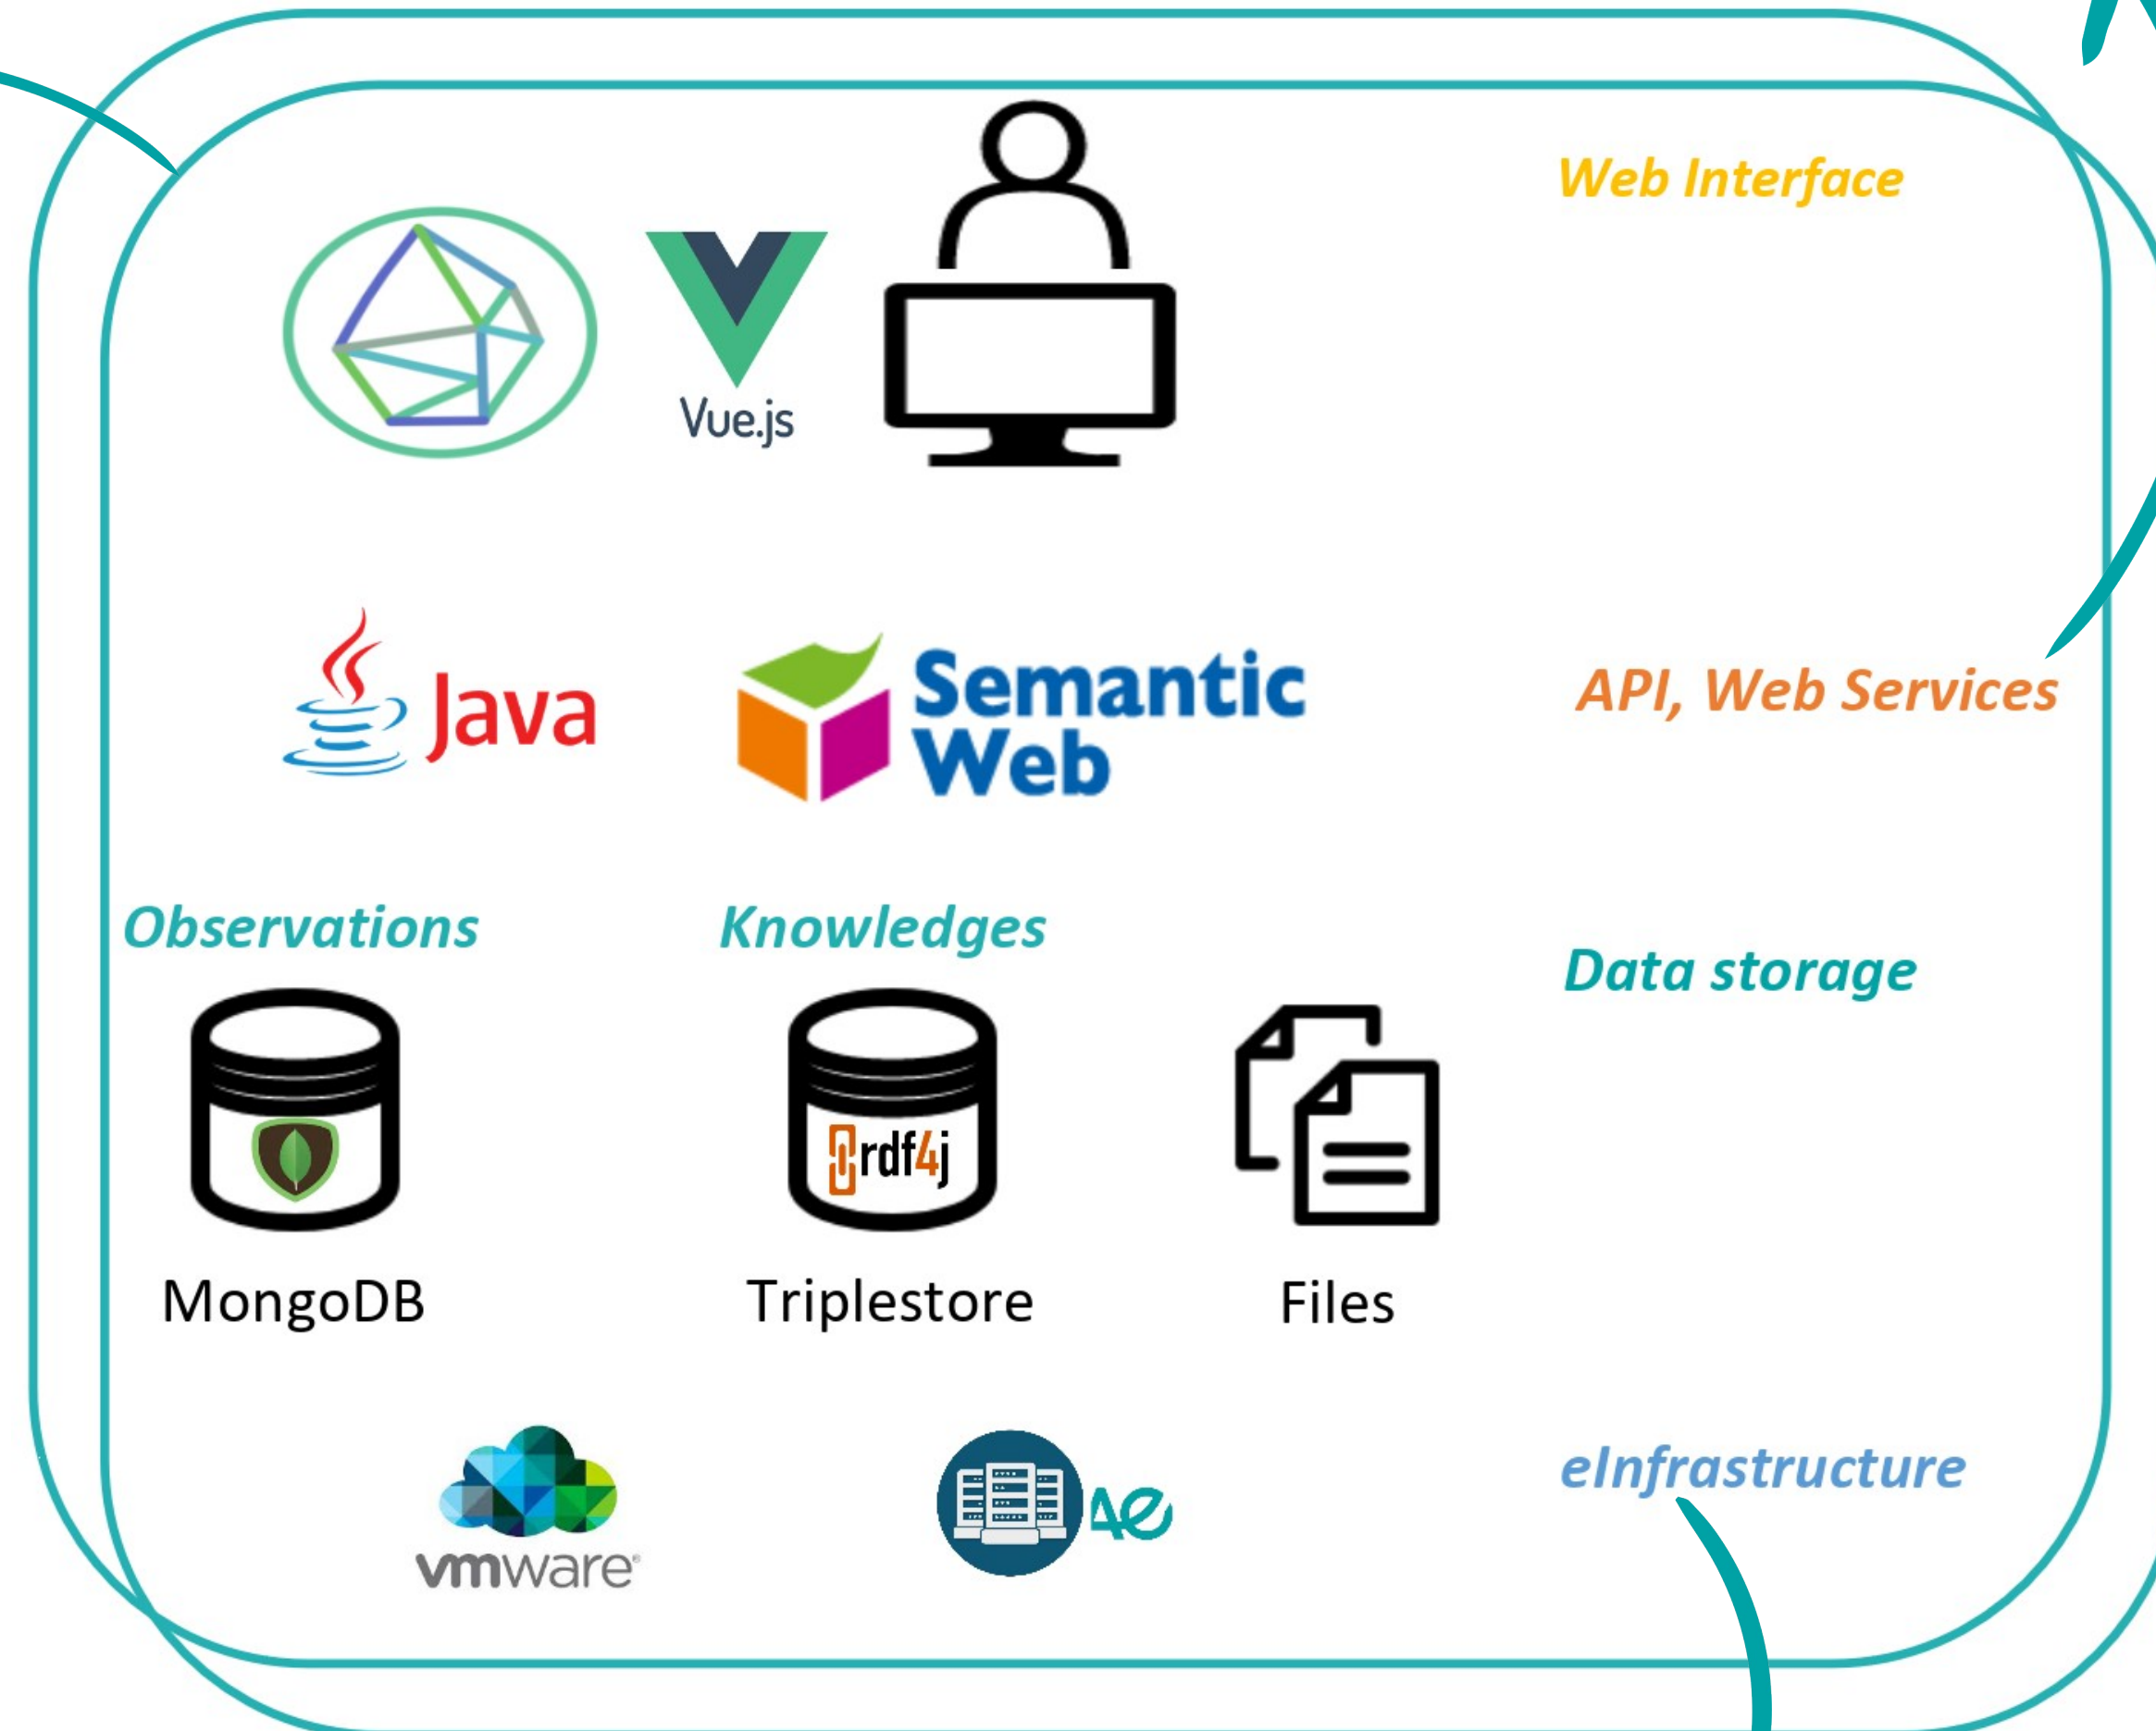 Web Interface
Vue.js
Java
Semantic
Web
API, Web Services
Observations
Knowledges
Data storage
rdf4j
MongoDB
Triplestore
Files
eInfrastructure
vmware®